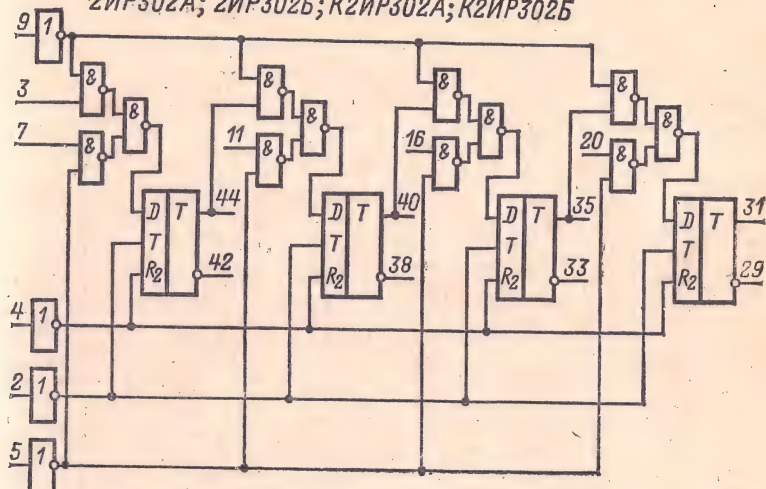 2ИР302А; 2ИР302Б; К2ИР302А; К2ИР302Б
9 1
& & & &
3 & & & &
7 & 11 & 16 & 20 &
D T 44 D T 40 D T 35 D T 31
T T T T
R2 42 R2 38 R2 33 R2 29
4 1
2 1
5 1